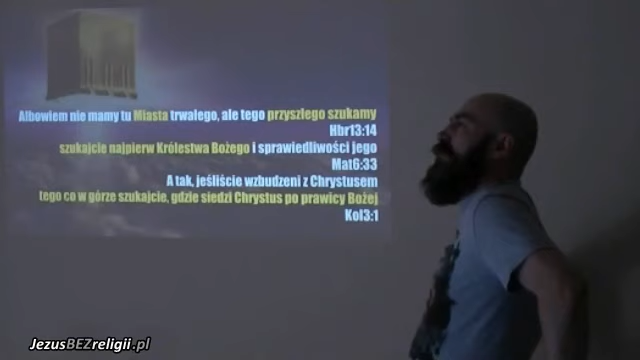 Albowiem nie mamy tu Miasta trwałego, ale tego przyszłego szukamy
Hbr13:14
szukajcie najpierw Królestwa Bożego i sprawiedliwości jego
Mat6:33
A tak, jeśliście wzbudzeni z Chrystusem
tego co w górze szukajcie, gdzie siedzi Chrystus po prawicy Bożej
Kol3:1
JezusBEZreligii.pl